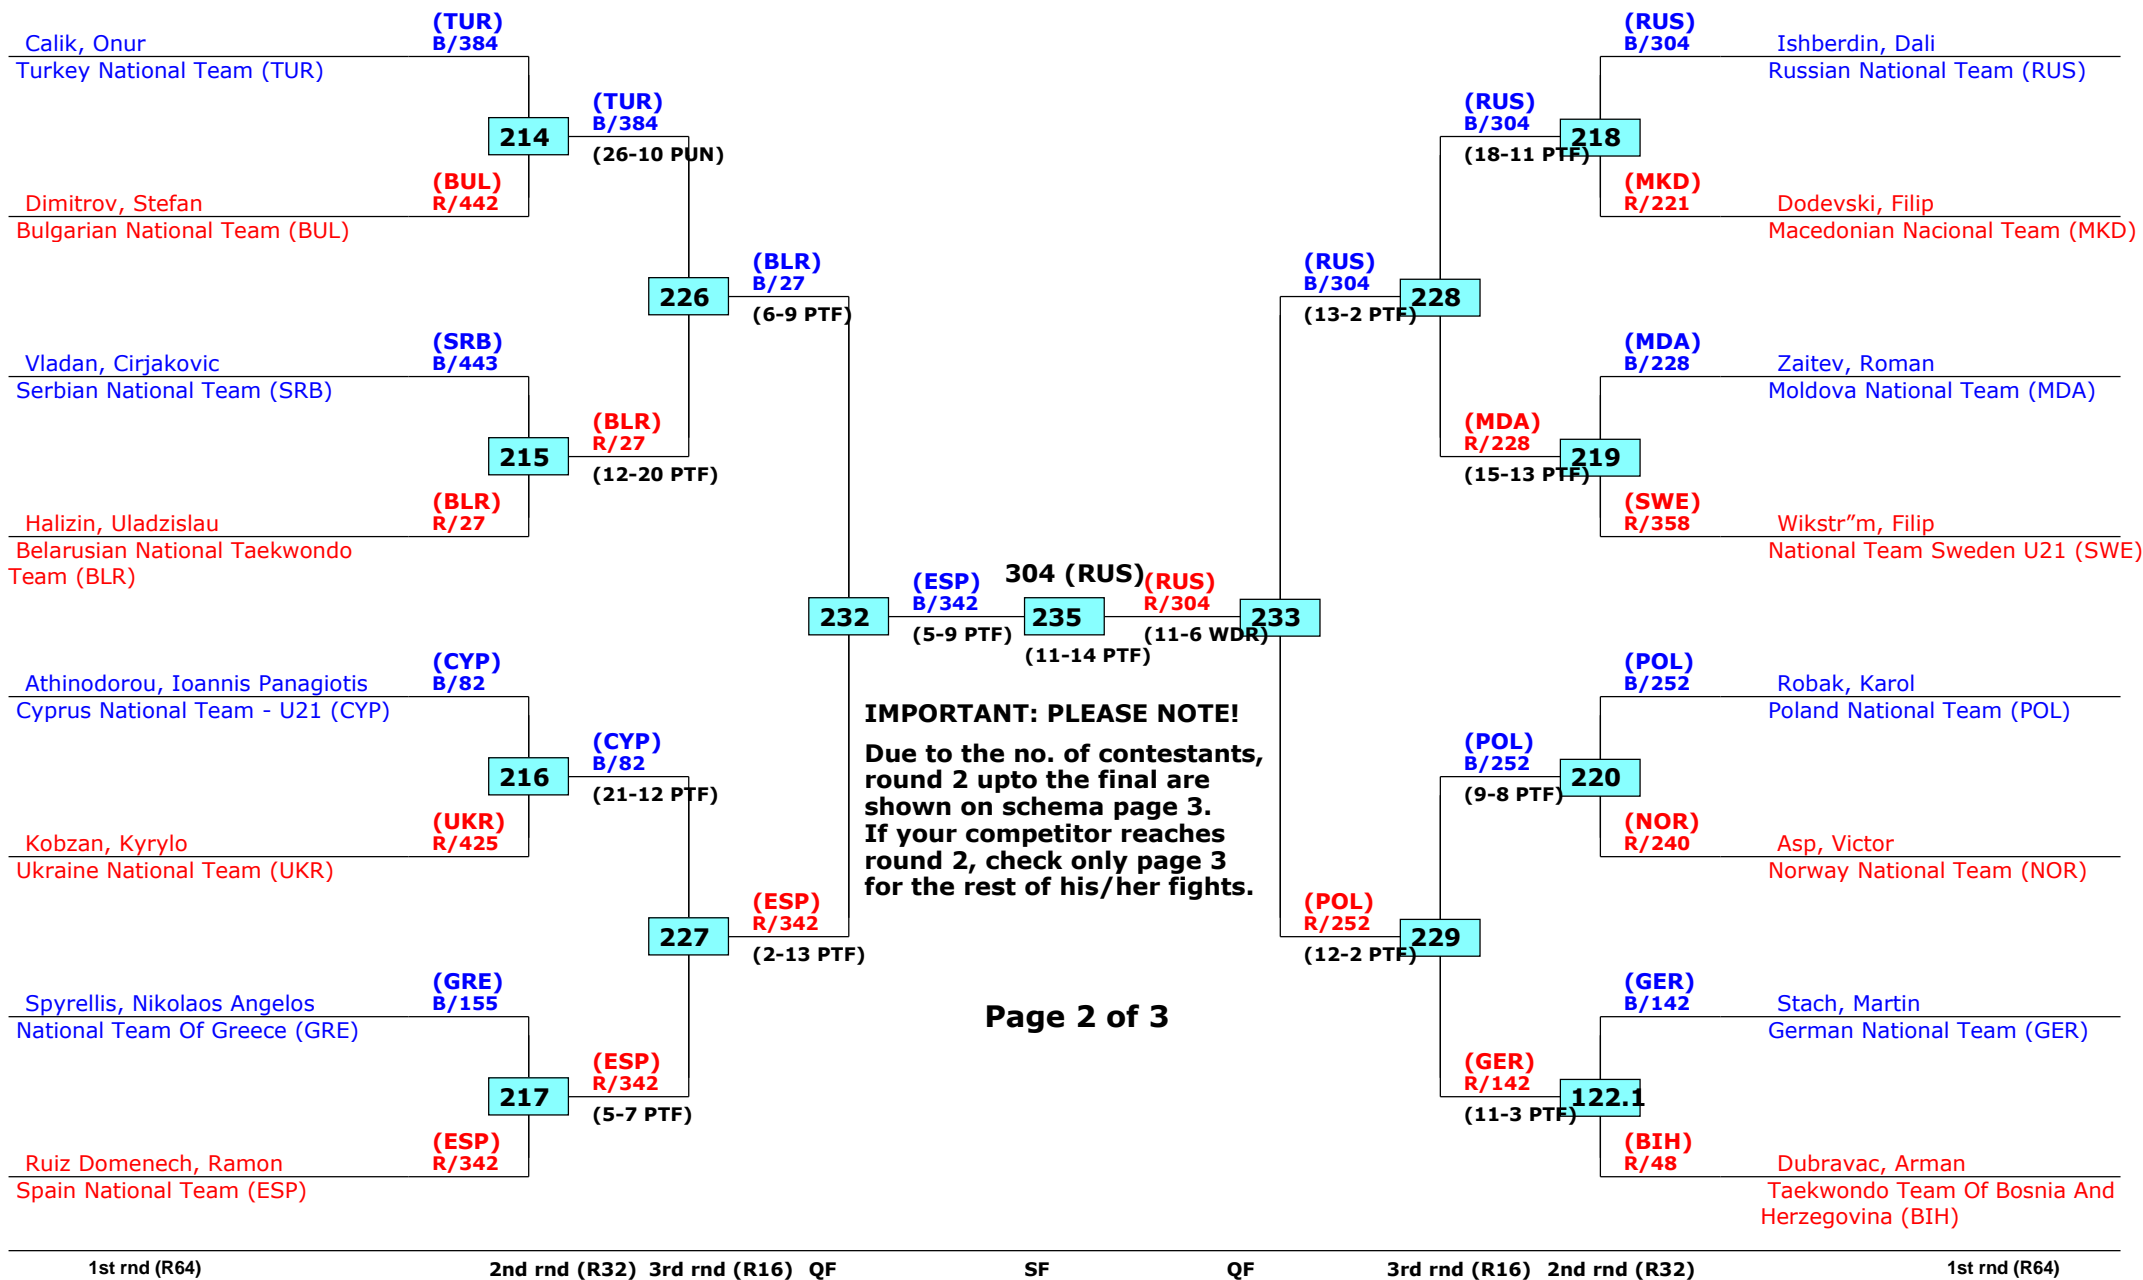 (TUR)
B/384
Calik, Onur
Turkey National Team (TUR)
214
(TUR)
B/384
(26-10 PUN)
(BUL)
R/442
Dimitrov, Stefan
Bulgarian National Team (BUL)
226
(BLR)
B/27
(6-9 PTF)
(SRB)
B/443
Vladan, Cirjakovic
Serbian National Team (SRB)
215
(BLR)
R/27
(12-20 PTF)
(BLR)
R/27
Halizin, Uladzislau
Belarusian National Taekwondo
Team (BLR)
232
(ESP)
B/342
(5-9 PTF)
(CYP)
B/82
Athinodorou, Ioannis Panagiotis
Cyprus National Team - U21 (CYP)
216
(CYP)
B/82
(21-12 PTF)
(UKR)
R/425
Kobzan, Kyrylo
Ukraine National Team (UKR)
227
(ESP)
R/342
(2-13 PTF)
(GRE)
B/155
Spyrellis, Nikolaos Angelos
National Team Of Greece (GRE)
217
(ESP)
R/342
(5-7 PTF)
(ESP)
R/342
Ruiz Domenech, Ramon
Spain National Team (ESP)
304 (RUS)
235
(11-14 PTF)
IMPORTANT: PLEASE NOTE!
Due to the no. of contestants,
round 2 upto the final are
shown on schema page 3.
If your competitor reaches
round 2, check only page 3
for the rest of his/her fights.
Page 2 of 3
(RUS)
R/304
(11-6 WDR)
233
(RUS)
B/304
Ishberdin, Dali
Russian National Team (RUS)
(RUS)
B/304
(18-11 PTF)
218
(MKD)
R/221
Dodevski, Filip
Macedonian Nacional Team (MKD)
(RUS)
B/304
(13-2 PTF)
228
(MDA)
B/228
Zaitev, Roman
Moldova National Team (MDA)
(MDA)
R/228
(15-13 PTF)
219
(SWE)
R/358
Wikstr”m, Filip
National Team Sweden U21 (SWE)
(POL)
B/252
Robak, Karol
Poland National Team (POL)
(POL)
B/252
(9-8 PTF)
220
(NOR)
R/240
Asp, Victor
Norway National Team (NOR)
(POL)
R/252
(12-2 PTF)
229
(GER)
B/142
Stach, Martin
German National Team (GER)
(GER)
R/142
(11-3 PTF)
122.1
(BIH)
R/48
Dubravac, Arman
Taekwondo Team Of Bosnia And
Herzegovina (BIH)
1st rnd (R64) 2nd rnd (R32) 3rd rnd (R16) QF SF QF 3rd rnd (R16) 2nd rnd (R32) 1st rnd (R64)